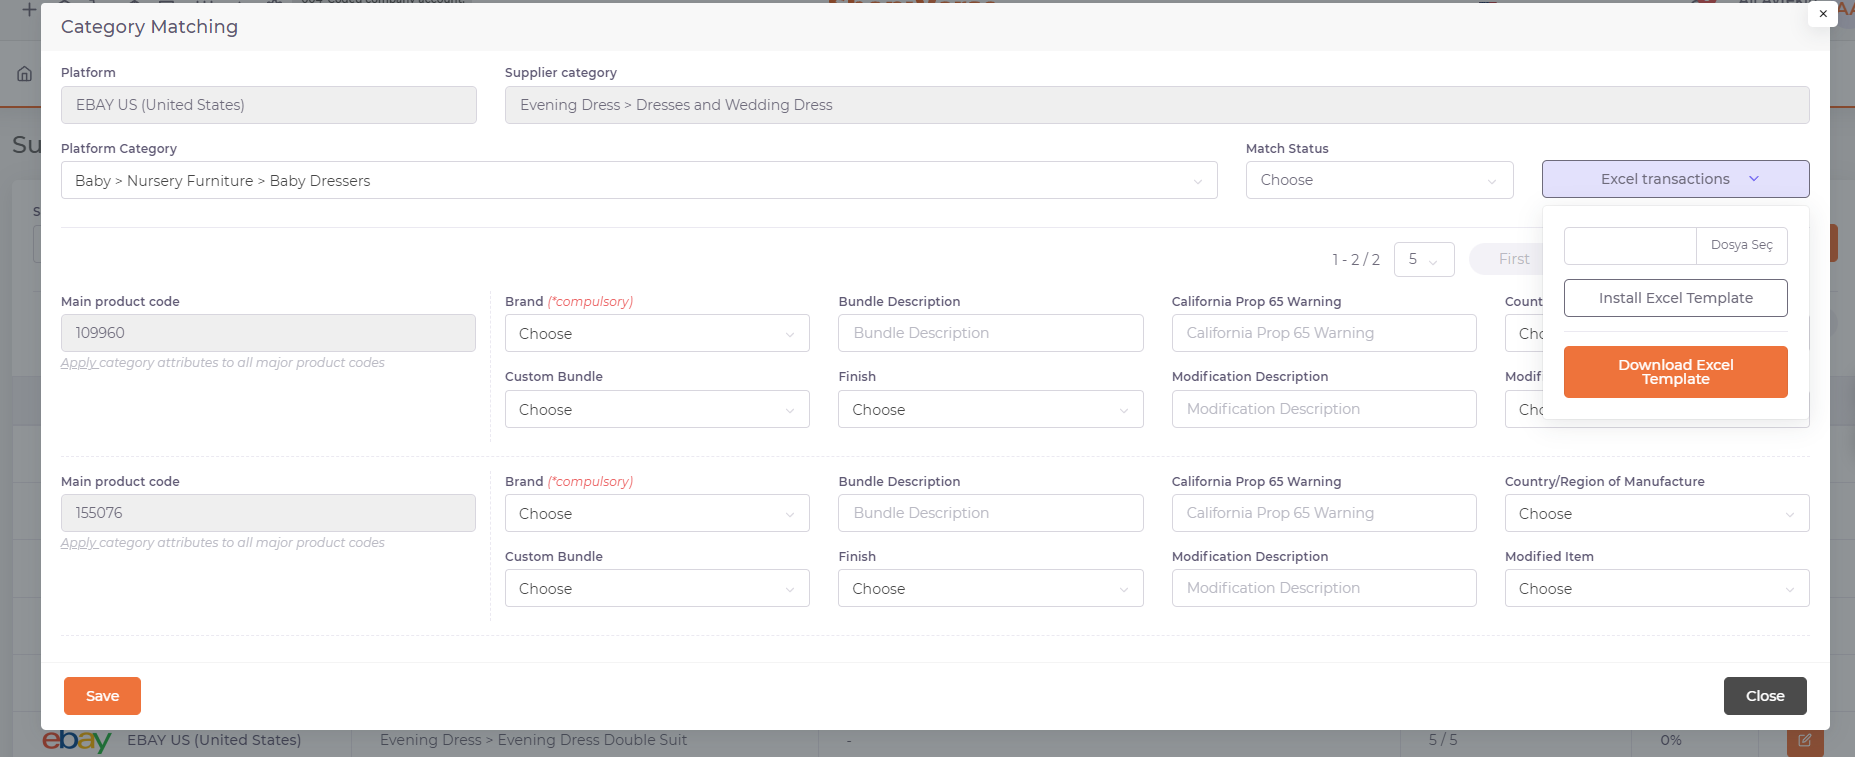 Category Matching
×
Platform
Supplier category
EBAY US (United States)
Evening Dress > Dresses and Wedding Dress
Platform Category
Match Status
Baby > Nursery Furniture > Baby Dressers
Choose
Excel transactions
Dosya Seç
1 - 2 / 2
5
First
Install Excel Template
Download Excel
Template
Main product code
Brand (*compulsory)
Bundle Description
California Prop 65 Warning
Count
109960
Choose
Bundle Description
California Prop 65 Warning
Cho
Apply category attributes to all major product codes
Custom Bundle
Finish
Modification Description
Modif
Choose
Choose
Modification Description
Cho
Main product code
Brand (*compulsory)
Bundle Description
California Prop 65 Warning
Country/Region of Manufacture
155076
Choose
Bundle Description
California Prop 65 Warning
Choose
Apply category attributes to all major product codes
Custom Bundle
Finish
Modification Description
Modified Item
Choose
Choose
Modification Description
Choose
Save
Close
Su
ebay
EBAY US (United States)
Evening Dress > Evening Dress Double Suit
-
5 / 5
0%